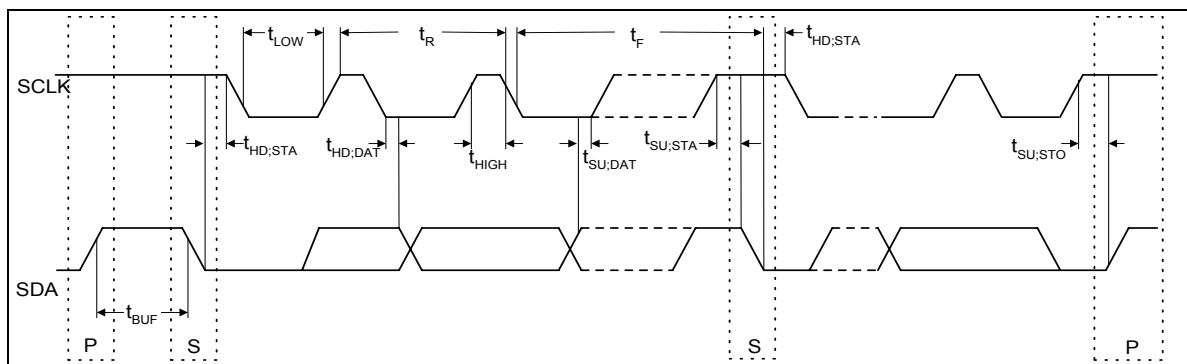 t_LOW t_R t_F t_HD;STA
SCLK
t_HD;STA t_HD;DAT t_HIGH t_SU;DAT t_SU;STA t_SU;STO
SDA
t_BUF
P S S P